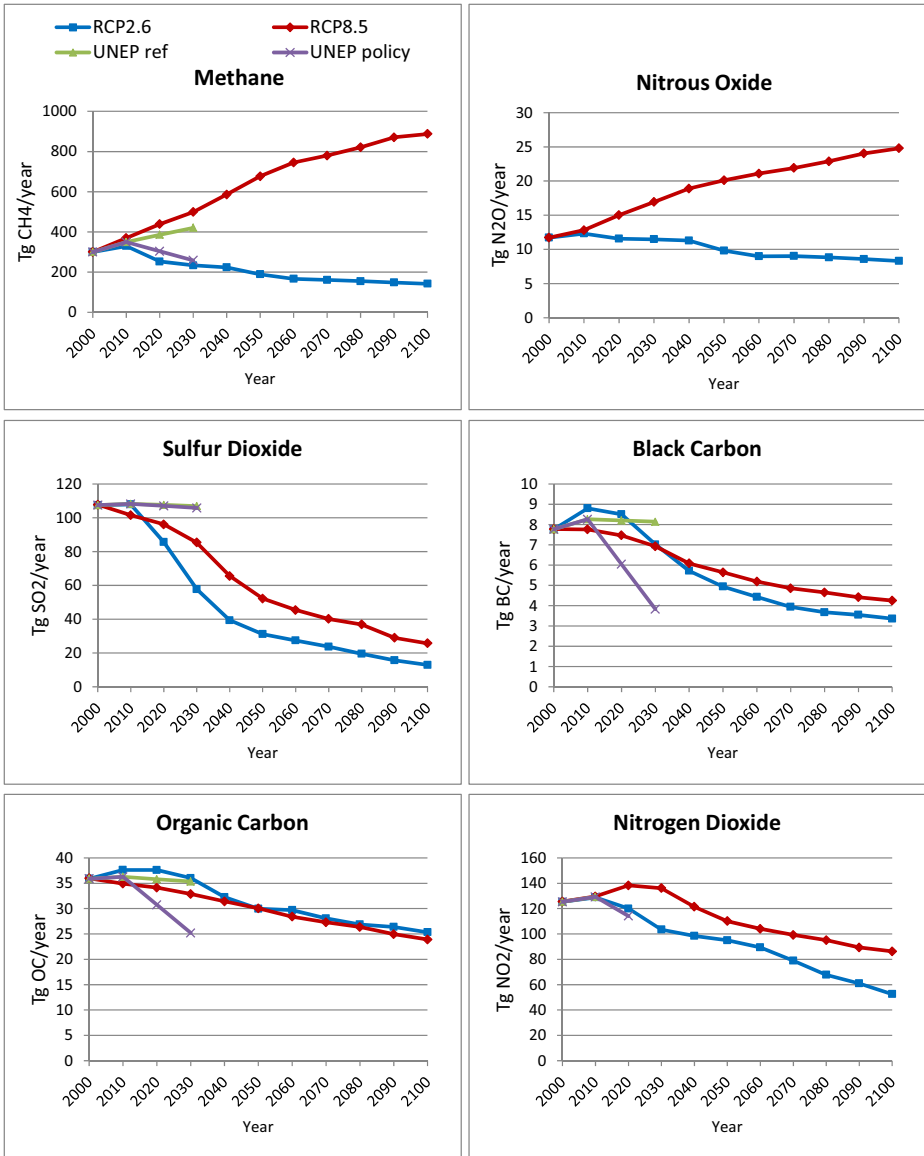 RCP2.6 RCP8.5
UNEP ref UNEP policy
Methane
Tg CH4/year
1000
800
600
400
200
0
2000 2010 2020 2030 2040 2050 2060 2070 2080 2090 2100
Year
Nitrous Oxide
Tg N2O/year
30
25
20
15
10
5
0
2000 2010 2020 2030 2040 2050 2060 2070 2080 2090 2100
Year
Sulfur Dioxide
Tg SO2/year
120
100
80
60
40
20
0
2000 2010 2020 2030 2040 2050 2060 2070 2080 2090 2100
Year
Black Carbon
Tg BC/year
10
9
8
7
6
5
4
3
2
1
0
2000 2010 2020 2030 2040 2050 2060 2070 2080 2090 2100
Year
Organic Carbon
Tg OC/year
40
35
30
25
20
15
10
5
0
2000 2010 2020 2030 2040 2050 2060 2070 2080 2090 2100
Year
Nitrogen Dioxide
Tg NO2/year
160
140
120
100
80
60
40
20
0
2000 2010 2020 2030 2040 2050 2060 2070 2080 2090 2100
Year